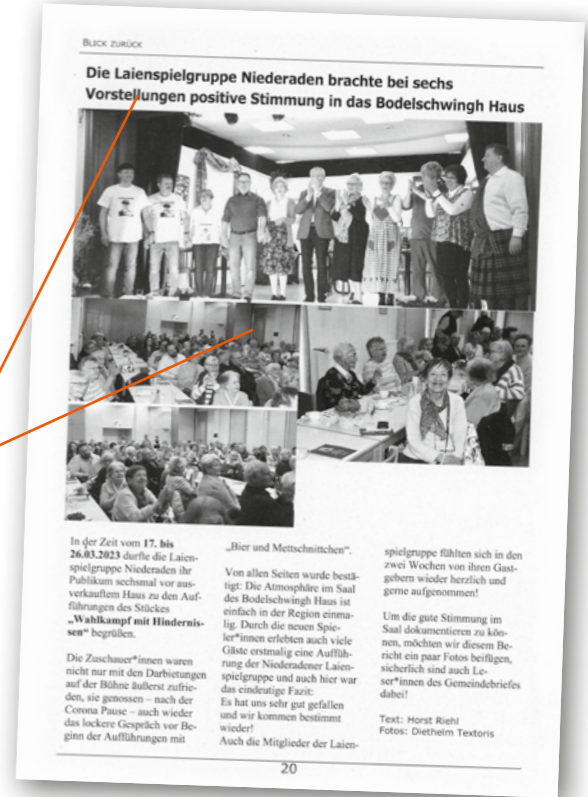 BLICK ZURÜCK
Die Laienspielgruppe Niederaden brachte bei sechs
Vorstellungen positive Stimmung in das Bodelschwingh Haus
In der Zeit vom 17. bis
26.03.2023 durfte die Laien-
spielgruppe Niederaden ihr
Publikum sechsmal vor aus-
verkauftem Haus zu den Auf-
führungen des Stückes
„Wahlkampf mit Hindernis-
sen“ begrüßen.
Die Zuschauer*innen waren
nicht nur mit den Darbietungen
auf der Bühne äußerst zufrie-
den, sie genossen – nach der
Corona Pause – auch wieder
das lockere Gespräch vor Be-
ginn der Aufführungen mit
„Bier und Mettschnittchen“.
Von allen Seiten wurde bestä-
tigt: Die Atmosphäre im Saal
des Bodelschwingh Haus ist
einfach in der Region einma-
lig. Durch die neuen Spie-
ler*innen erlebten auch viele
Gäste erstmalig eine Auffüh-
rung der Niederadener Laien-
spielgruppe und auch hier war
das eindeutige Fazit:
Es hat uns sehr gut gefallen
und wir kommen bestimmt
wieder!
Auch die Mitglieder der Laien-
spielgruppe fühlten sich in den
zwei Wochen von ihren Gast-
gebern wieder herzlich und
gerne aufgenommen!
Um die gute Stimmung im
Saal dokumentieren zu kön-
nen, möchten wir diesem Be-
richt ein paar Fotos beifügen,
sicherlich sind auch Le-
ser*innen des Gemeindebriefes
dabei!
Text: Horst Riehl
Fotos: Diethelm Textoris
20